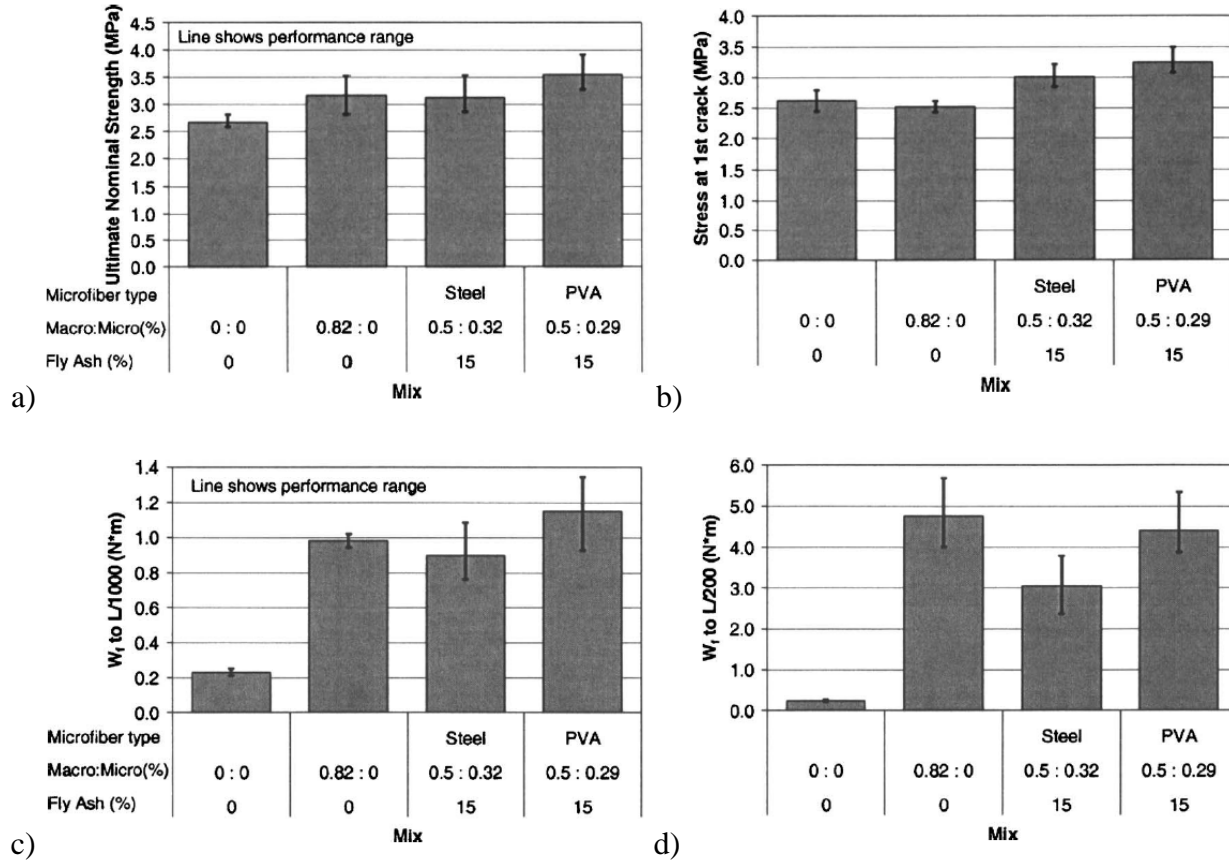 Ultimate Nominal Strength (MPa)
4.5
4.0
3.5
3.0
2.5
2.0
1.5
1.0
0.5
0.0
Line shows performance range
Microfiber type Steel PVA
Macro:Micro(%) 0 : 0 0.82 : 0 0.5 : 0.32 0.5 : 0.29
Fly Ash (%) 0 0 15 15
Mix
a)
Stress at 1st crack (MPa)
4.0
3.5
3.0
2.5
2.0
1.5
1.0
0.5
0.0
Steel PVA
0 : 0 0.82 : 0 0.5 : 0.32 0.5 : 0.29
0 0 15 15
Mix
b)
Wf to L/1000 (N*m)
1.4
1.2
1.0
0.8
0.6
0.4
0.2
0.0
Line shows performance range
Microfiber type Steel PVA
Macro:Micro(%) 0 : 0 0.82 : 0 0.5 : 0.32 0.5 : 0.29
Fly Ash (%) 0 0 15 15
Mix
c)
Wf to L/200 (N*m)
6.0
5.0
4.0
3.0
2.0
1.0
0.0
Steel PVA
0 : 0 0.82 : 0 0.5 : 0.32 0.5 : 0.29
0 0 15 15
Mix
d)